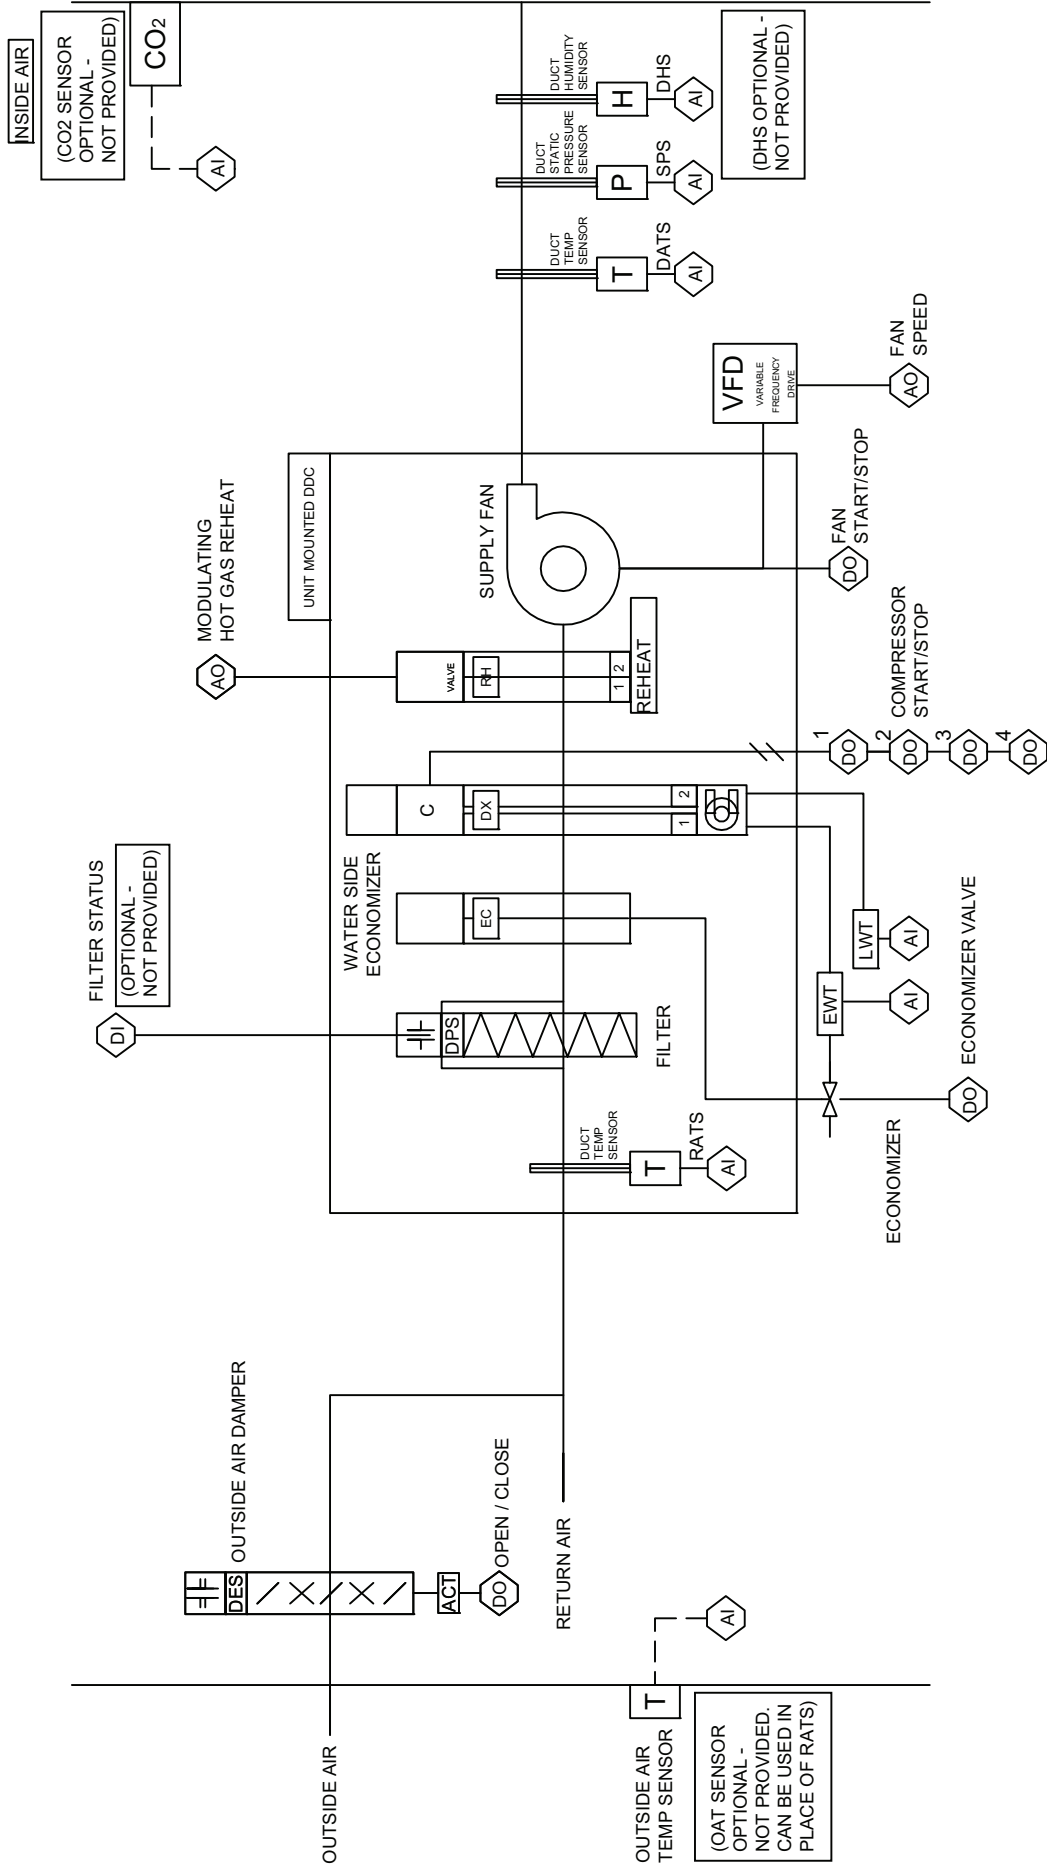 OUTSIDE AIR
OUTSIDE AIR
TEMP SENSOR
T
AI
(OAT SENSOR
OPTIONAL -
NOT PROVIDED.
CAN BE USED IN
PLACE OF RATS)
DES
OUTSIDE AIR DAMPER
ACT
DO
OPEN / CLOSE
RETURN AIR
DUCT
TEMP
SENSOR
T
RATS
AI
FILTER STATUS
(OPTIONAL -
NOT PROVIDED)
DI
DPS
FILTER
WATER SIDE
ECONOMIZER
EC
ECONOMIZER
DO
ECONOMIZER VALVE
EWT
AI
LWT
AI
C
DX
1
2
1
DO
2
DO
3
DO
4
DO
COMPRESSOR
START/STOP
MODULATING
HOT GAS REHEAT
AO
VALVE
RH
1
2
REHEAT
UNIT MOUNTED DDC
SUPPLY FAN
DO
FAN
START/STOP
VFD
VARIABLE
FREQUENCY
DRIVE
AO
FAN
SPEED
DUCT
TEMP
SENSOR
T
DATS
AI
DUCT
STATIC
PRESSURE
SENSOR
P
SPS
AI
DUCT
HUMIDITY
SENSOR
H
DHS
AI
(DHS OPTIONAL -
NOT PROVIDED)
INSIDE AIR
(CO2 SENSOR
OPTIONAL -
NOT PROVIDED)
CO2
AI